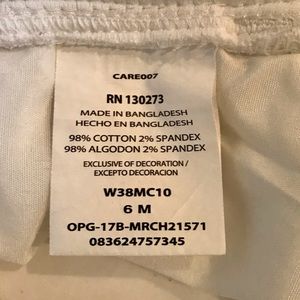 CARE007
RN 130273
MADE IN BANGLADESH
HECHO EN BANGLADESH
98% COTTON 2% SPANDEX
98% ALGODON 2% SPANDEX
EXCLUSIVE OF DECORATION /
EXCEPTO DECORACION
W38MC10
6 M
OPG-17B-MRCH21571
083624757345